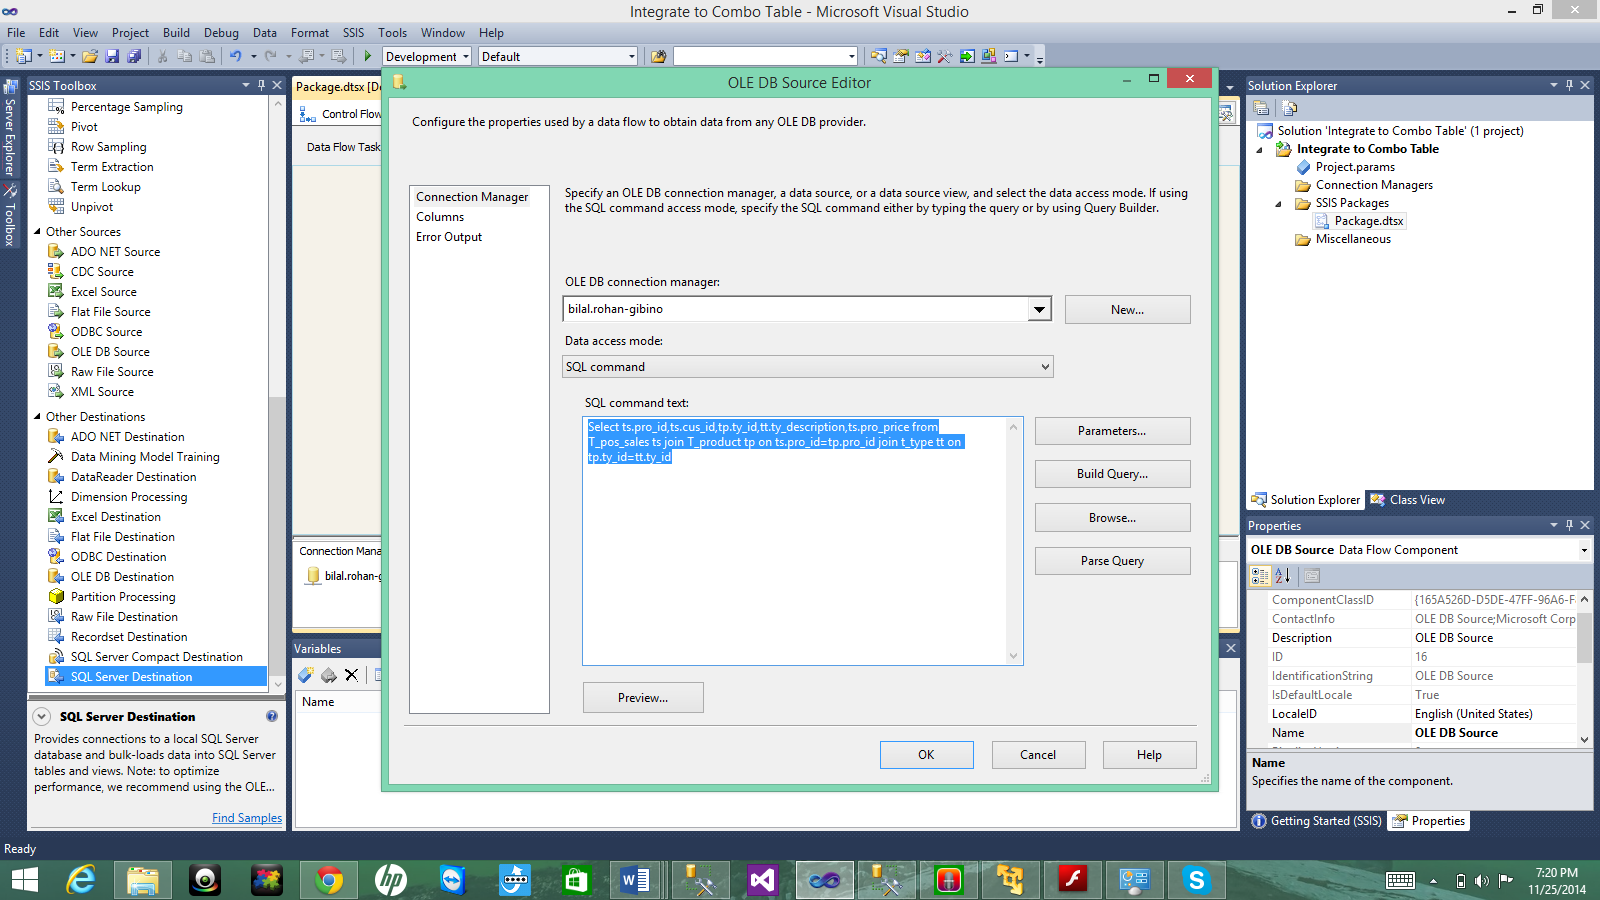 Integrate to Combo Table - Microsoft Visual Studio
File Edit View Project Build Debug Data Format SSIS Tools Window Help
Development Default
Server Explorer
Toolbox
SSIS Toolbox
Percentage Sampling
Pivot
Row Sampling
Term Extraction
Term Lookup
Unpivot
Other Sources
ADO NET Source
CDC Source
Excel Source
Flat File Source
ODBC Source
OLE DB Source
Raw File Source
XML Source
Other Destinations
ADO NET Destination
Data Mining Model Training
DataReader Destination
Dimension Processing
Excel Destination
Flat File Destination
ODBC Destination
OLE DB Destination
Partition Processing
Raw File Destination
Recordset Destination
SQL Server Compact Destination
SQL Server Destination
SQL Server Destination
Provides connections to a local SQL Server
database and bulk-loads data into SQL Server
tables and views. Note: to optimize
performance, we recommend using the OLE...
Find Samples
Package.dtsx [D
Control Flow
Data Flow Task
Connection Mana
bilal.rohan-g
Variables
Name
OLE DB Source Editor
Configure the properties used by a data flow to obtain data from any OLE DB provider.
Connection Manager
Columns
Error Output
Specify an OLE DB connection manager, a data source, or a data source view, and select the data access mode. If using
the SQL command access mode, specify the SQL command either by typing the query or by using Query Builder.
OLE DB connection manager:
bilal.rohan-gibino
New...
Data access mode:
SQL command
SQL command text:
Select ts.pro_id,ts.cus_id,tp.ty_id,tt.ty_description,ts.pro_price from
T_pos_sales ts join T_product tp on ts.pro_id=tp.pro_id join t_type tt on
tp.ty_id=tt.ty_id
Parameters...
Build Query...
Browse...
Parse Query
Preview...
OK Cancel Help
Solution Explorer
Solution 'Integrate to Combo Table' (1 project)
Integrate to Combo Table
Project.params
Connection Managers
SSIS Packages
Package.dtsx
Miscellaneous
Solution Explorer Class View
Properties
OLE DB Source Data Flow Component
ComponentClassID {165A526D-D5DE-47FF-96A6-F
ContactInfo OLE DB Source;Microsoft Corp
Description OLE DB Source
ID 16
IdentificationString OLE DB Source
IsDefaultLocale True
LocaleID English (United States)
Name OLE DB Source
Name
Specifies the name of the component.
Getting Started (SSIS) Properties
Ready
7:20 PM
11/25/2014